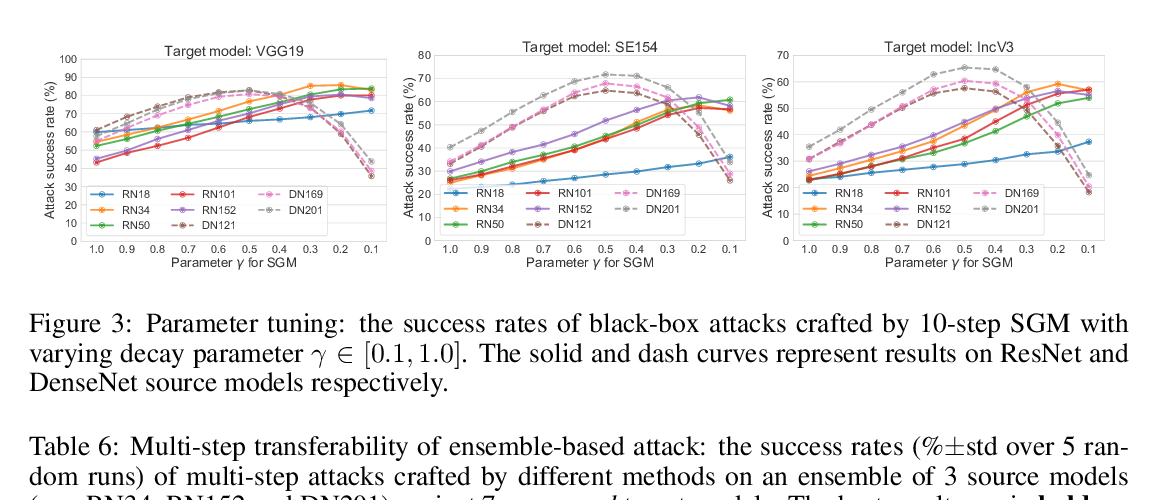 Target model: VGG19
Attack success rate (%)
100
90
80
70
60
50
40
30
20
10
0
RN18 RN101 DN169
RN34 RN152 DN201
RN50 DN121
1.0 0.9 0.8 0.7 0.6 0.5 0.4 0.3 0.2 0.1
Parameter γ for SGM
Target model: SE154
Attack success rate (%)
80
70
60
50
40
30
20
10
0
RN18 RN101 DN169
RN34 RN152 DN201
RN50 DN121
1.0 0.9 0.8 0.7 0.6 0.5 0.4 0.3 0.2 0.1
Parameter γ for SGM
Target model: IncV3
Attack success rate (%)
70
60
50
40
30
20
10
0
RN18 RN101 DN169
RN34 RN152 DN201
RN50 DN121
1.0 0.9 0.8 0.7 0.6 0.5 0.4 0.3 0.2 0.1
Parameter γ for SGM
Figure 3: Parameter tuning: the success rates of black-box attacks crafted by 10-step SGM with
varying decay parameter γ ∈ [0.1, 1.0]. The solid and dash curves represent results on ResNet and
DenseNet source models respectively.
Table 6: Multi-step transferability of ensemble-based attack: the success rates (%±std over 5 ran-
dom runs) of multi-step attacks crafted by different methods on an ensemble of 3 source models